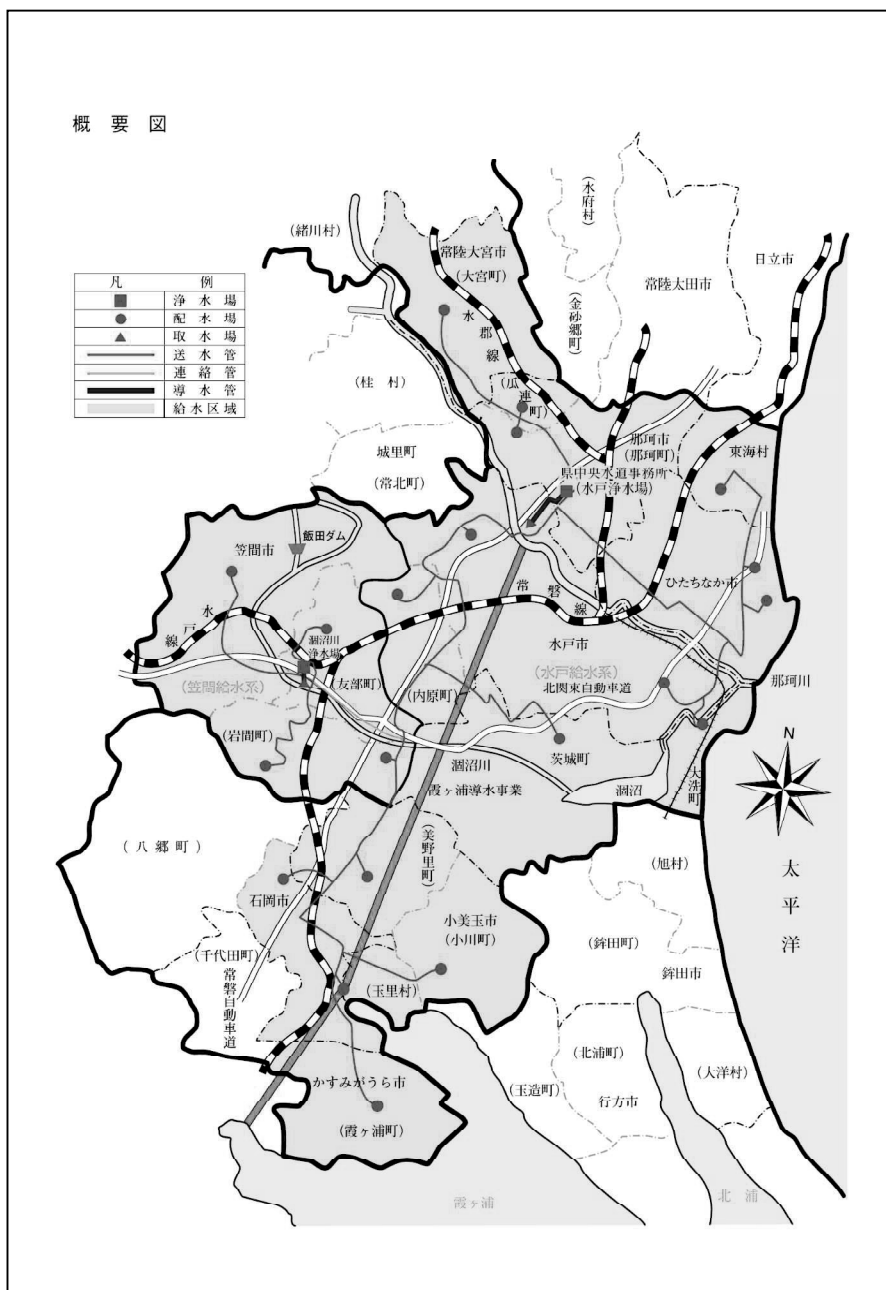 概要図
凡例
浄水場
配水場
取水場
送水管
連絡管
導水管
給水区域
(緒川村)
常陸大宮市
(大宮町)
(水府村)
(金砂郷町)
常陸太田市
日立市
水郡線
(桂村)
(瓜連町)
城里町
(常北町)
那珂市
(那珂町)
県中央水道事務所
(水戸浄水場)
東海村
笠間市
飯田ダム
ひたちなか市
常磐線
水戸線
涸沼川
浄水場
水戸市
(水戸給水系)
(笠間給水系)
(友部町)
(内原町)
北関東自動車道
那珂川
(岩間町)
涸沼川
茨城町
涸沼
大洗町
霞ヶ浦導水事業
N
(八郷町)
(美野里町)
(旭村)
太平洋
石岡市
小美玉市
(小川町)
(鉾田町)
鉾田市
(千代田町)
常磐自動車道
(玉里村)
(北浦町)
(大洋村)
(玉造町)
行方市
かすみがうら市
(霞ヶ浦町)
霞ヶ浦
北浦